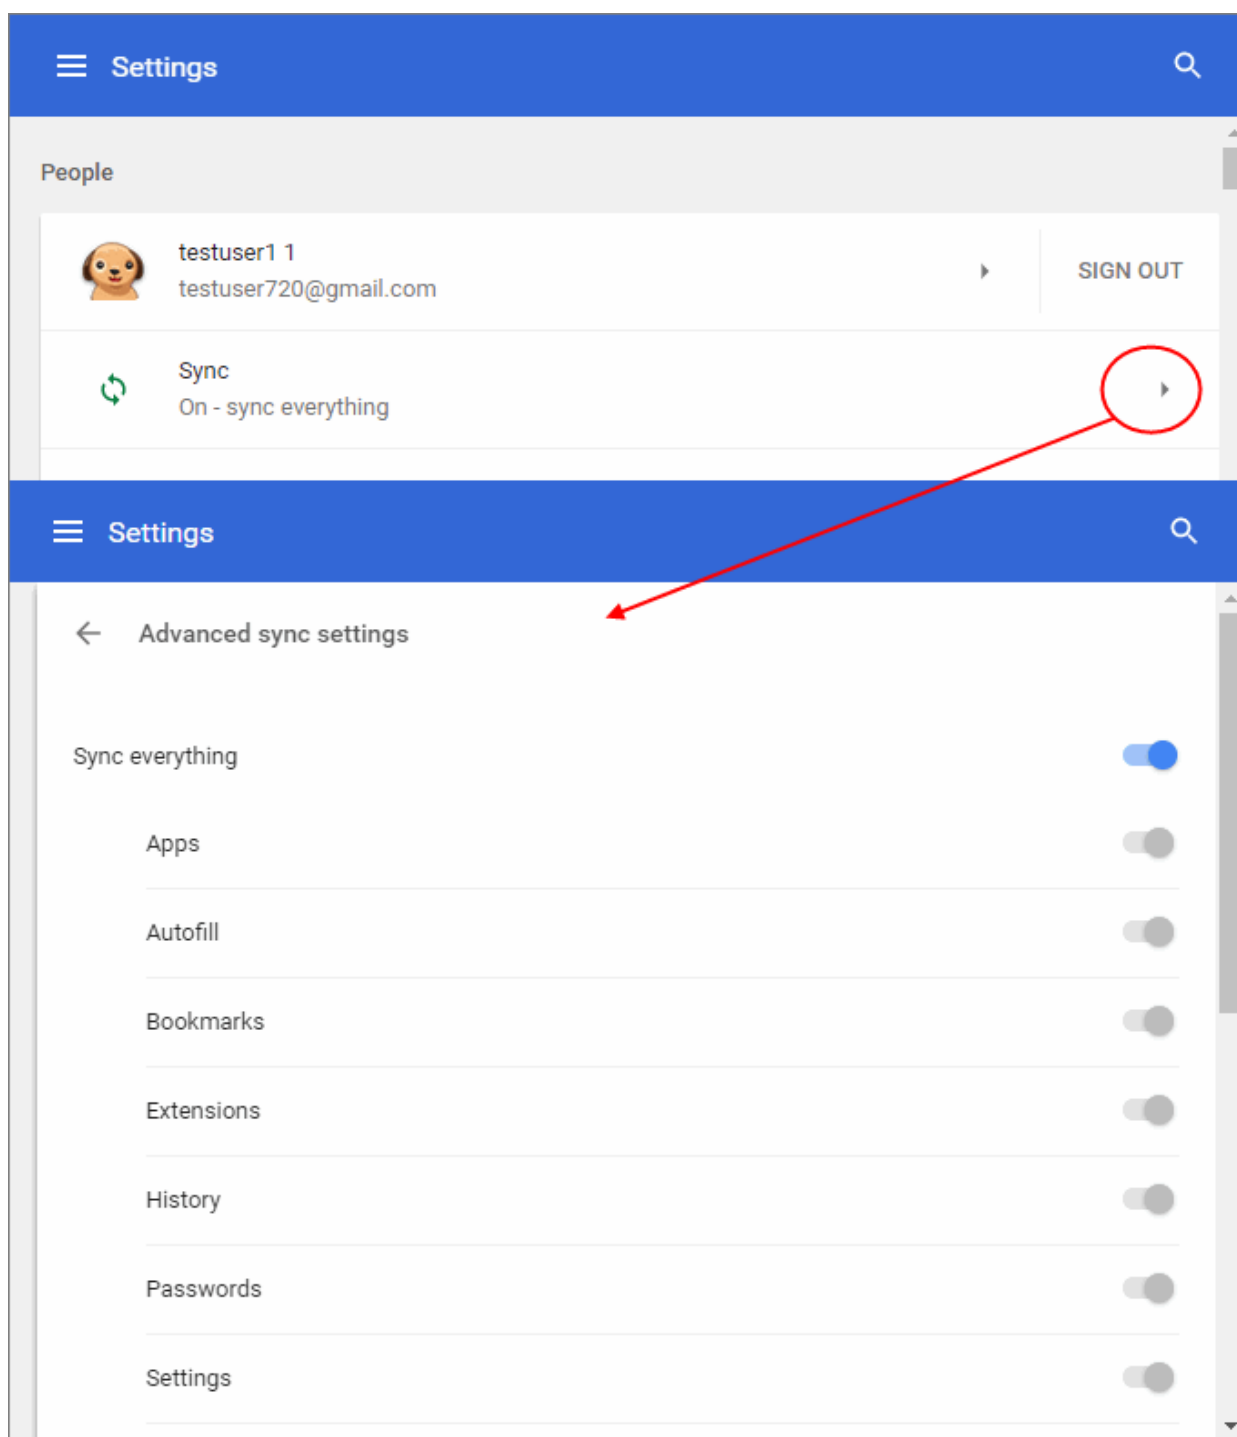 Settings
People
testuser1 1
testuser720@gmail.com
SIGN OUT
Sync
On - sync everything
Settings
Advanced sync settings
Sync everything
Apps
Autofill
Bookmarks
Extensions
History
Passwords
Settings